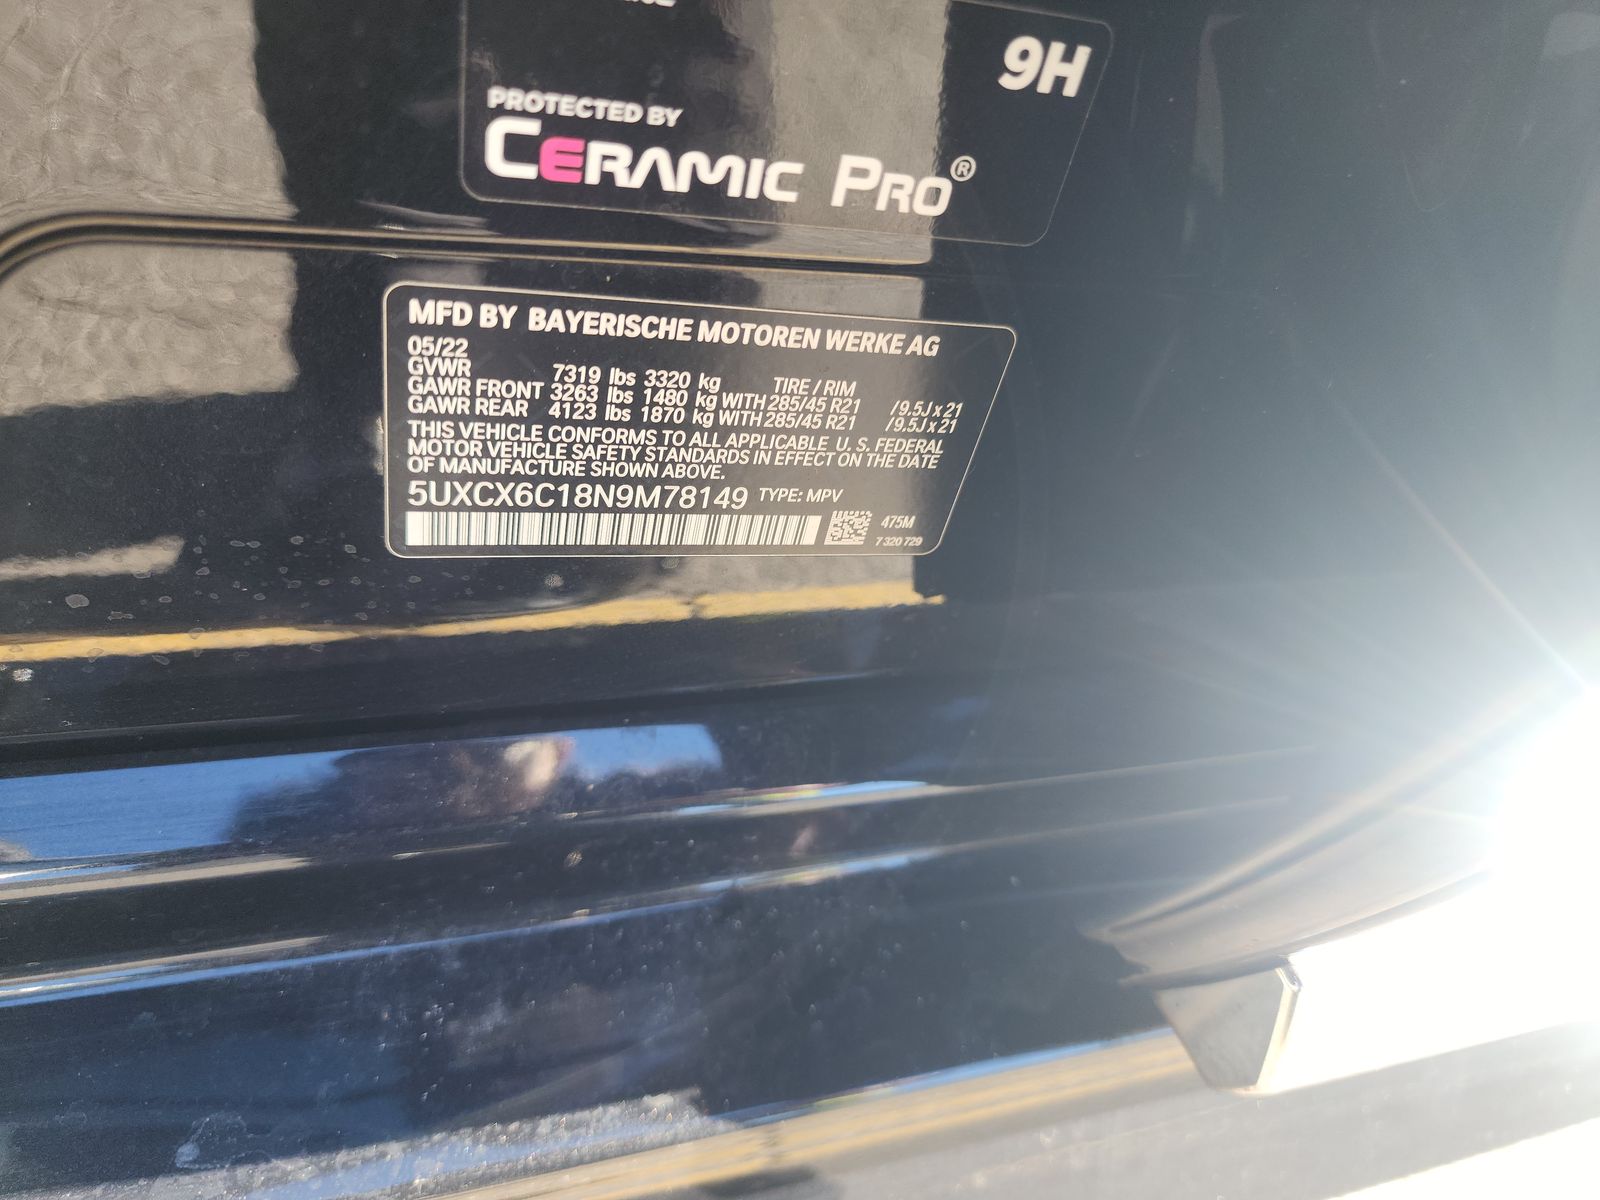 9H
PROTECTED BY
CERAMIC PRO®
MFD BY BAYERISCHE MOTOREN WERKE AG
05/22
GVWR 7319 lbs 3320 kg TIRE / RIM
GAWR FRONT 3263 lbs 1480 kg WITH 285/45 R21 /9.5J x 21
GAWR REAR 4123 lbs 1870 kg WITH 285/45 R21 /9.5J x 21
THIS VEHICLE CONFORMS TO ALL APPLICABLE U. S. FEDERAL
MOTOR VEHICLE SAFETY STANDARDS IN EFFECT ON THE DATE
OF MANUFACTURE SHOWN ABOVE.
5UXCX6C18N9M78149 TYPE: MPV
475M
7 320 729